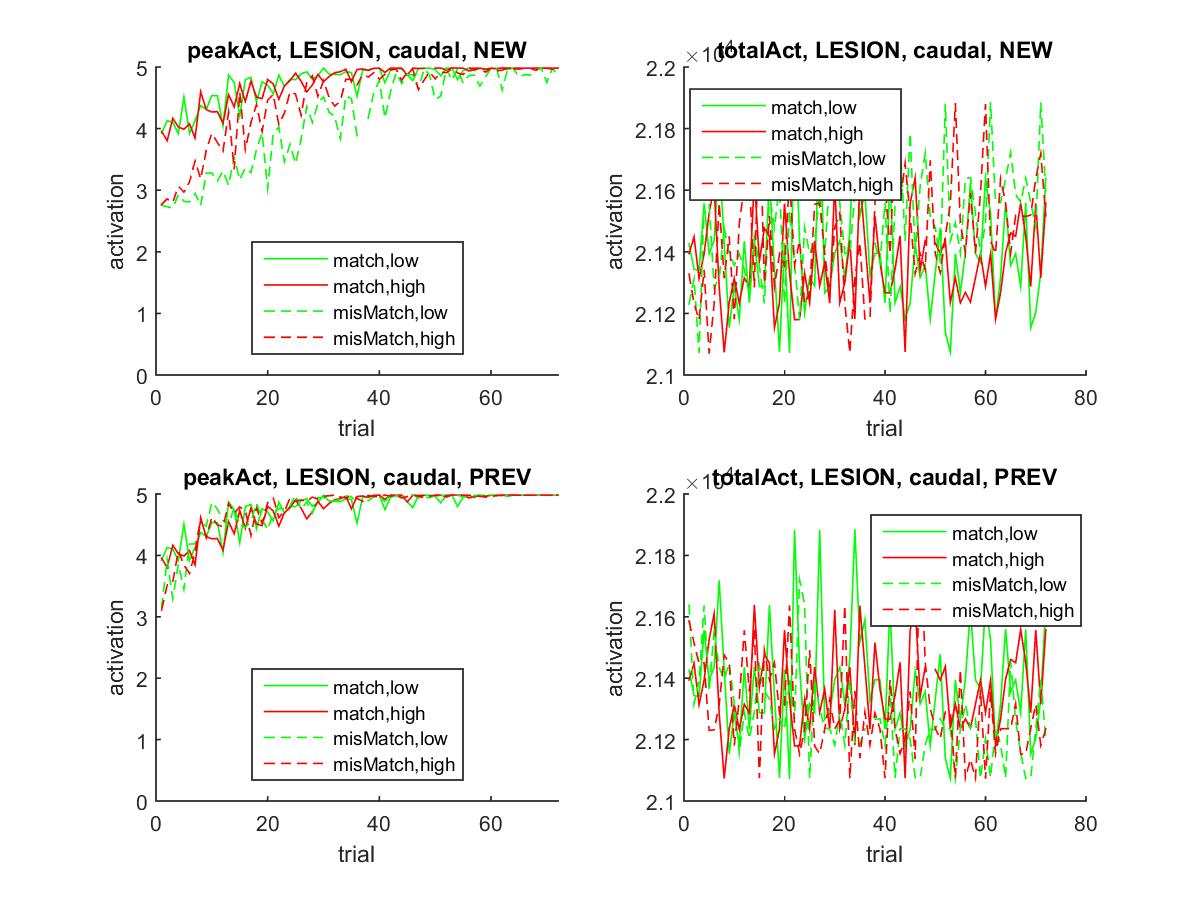 peakAct, LESION, caudal, NEW
5
4
3
2
1
0
activation
match,low
match,high
misMatch,low
misMatch,high
0 20 40 60
trial
totalAct, LESION, caudal, NEW
×10^4
2.2
2.18
2.16
2.14
2.12
2.1
activation
match,low
match,high
misMatch,low
misMatch,high
0 20 40 60 80
trial
peakAct, LESION, caudal, PREV
5
4
3
2
1
0
activation
match,low
match,high
misMatch,low
misMatch,high
0 20 40 60
trial
totalAct, LESION, caudal, PREV
×10^4
2.2
2.18
2.16
2.14
2.12
2.1
activation
match,low
match,high
misMatch,low
misMatch,high
0 20 40 60 80
trial